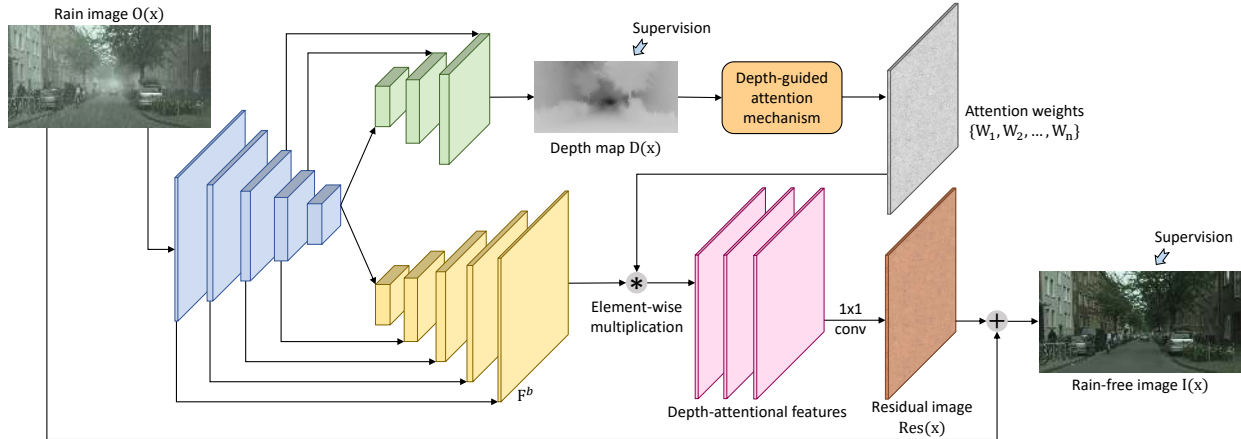 Rain image O(x)
Supervision
Depth-guided
attention
mechanism
Depth map D(x)
Attention weights
{W₁, W₂, ..., Wₙ}
Supervision
*
Element-wise
multiplication
1x1
conv
+
Fᵇ
Depth-attentional features
Residual image
Res(x)
Rain-free image I(x)